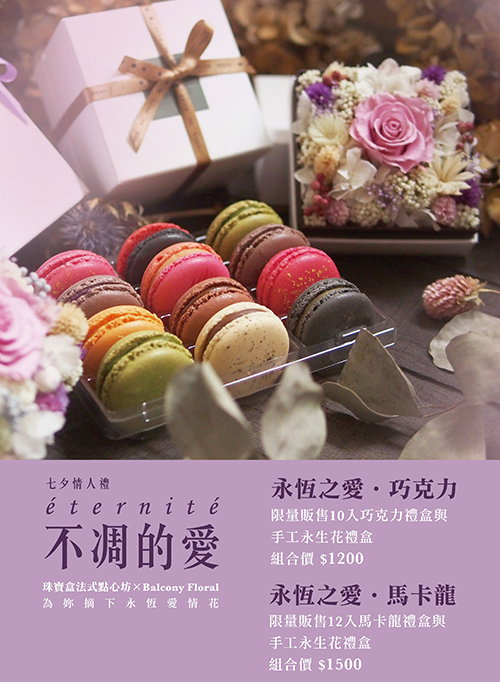 七夕情人禮
éternité
不凋的愛
珠寶盒法式點心坊×Balcony Floral
為妳摘下永恆愛情花
永恆之愛・巧克力
限量販售10入巧克力禮盒與
手工永生花禮盒
組合價 $1200
永恆之愛・馬卡龍
限量販售12入馬卡龍禮盒與
手工永生花禮盒
組合價 $1500